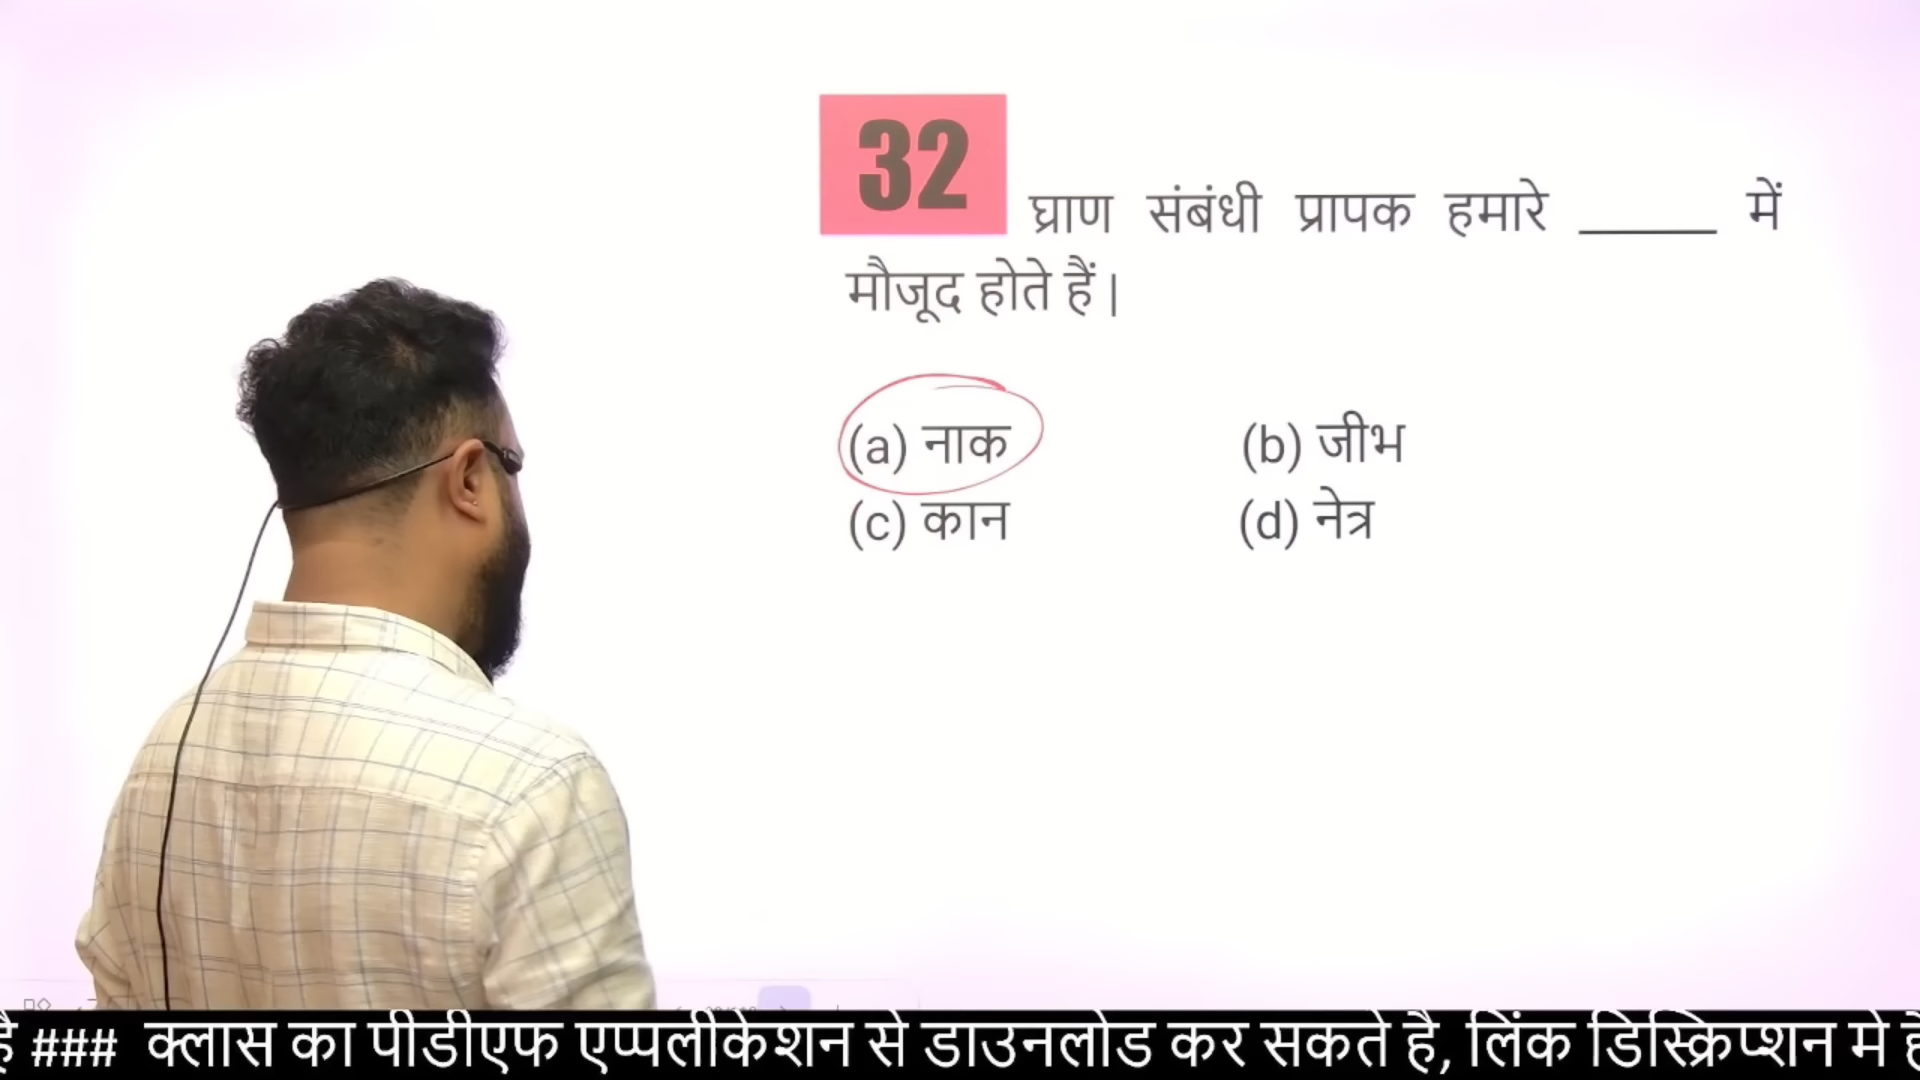 32
घ्राण संबंधी प्रापक हमारे _____ में
मौजूद होते हैं।
(a) नाक (b) जीभ
(c) कान (d) नेत्र
है ### क्लास का पीडीएफ एप्पलीकेशन से डाउनलोड कर सकते है, लिंक डिस्क्रिप्शन मे है